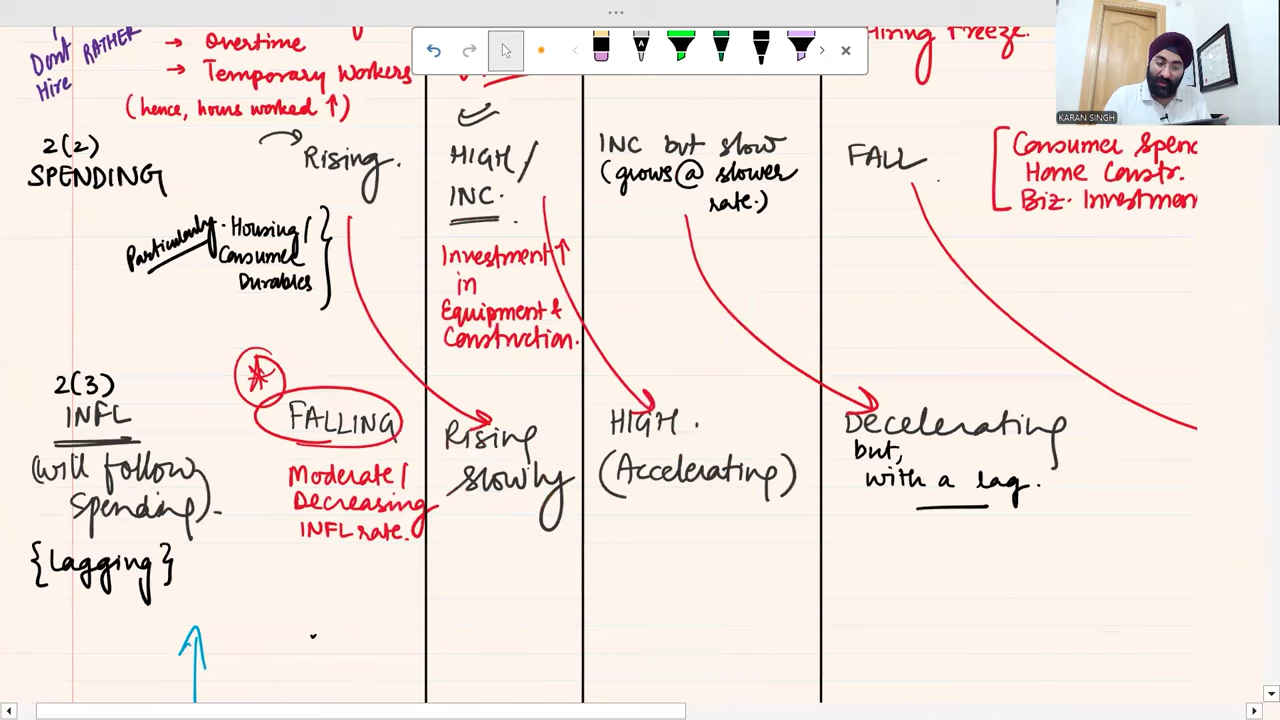 Don't RATHER
Hire
→ Overtime
→ Temporary Workers
(hence, hours worked ↑)
Hiring Freeze.
KARAN SINGH
2(2)
SPENDING
Rising.
HIGH/
INC.
INC but slow
(grows @ slower
rate.)
FALL
Consumer Spen
Home Constr.
Biz. Investmen
Particularly · Housing/
Consumer
Durables
Investment ↑
in
Equipment &
Construction.
2(3)
INFL
(will follow
spending).
{lagging}
FALLING
Moderate/
Decreasing
INFL rate.
Rising
slowly
HIGH.
(Accelerating)
Decelerating
but,
with a lag.